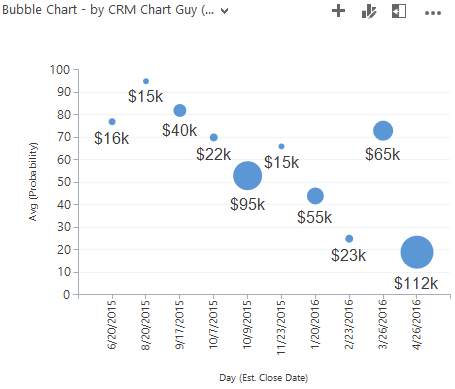 Bubble Chart - by CRM Chart Guy (...
100
90
80
70
60
50
40
30
20
10
0
Avg (Probability)
$16k
$15k
$40k
$22k
$95k
$15k
$55k
$23k
$65k
$112k
6/20/2015
8/20/2015
9/17/2015
10/7/2015
10/9/2015
11/23/2015
1/20/2016
2/23/2016
3/26/2016
4/26/2016
Day (Est. Close Date)